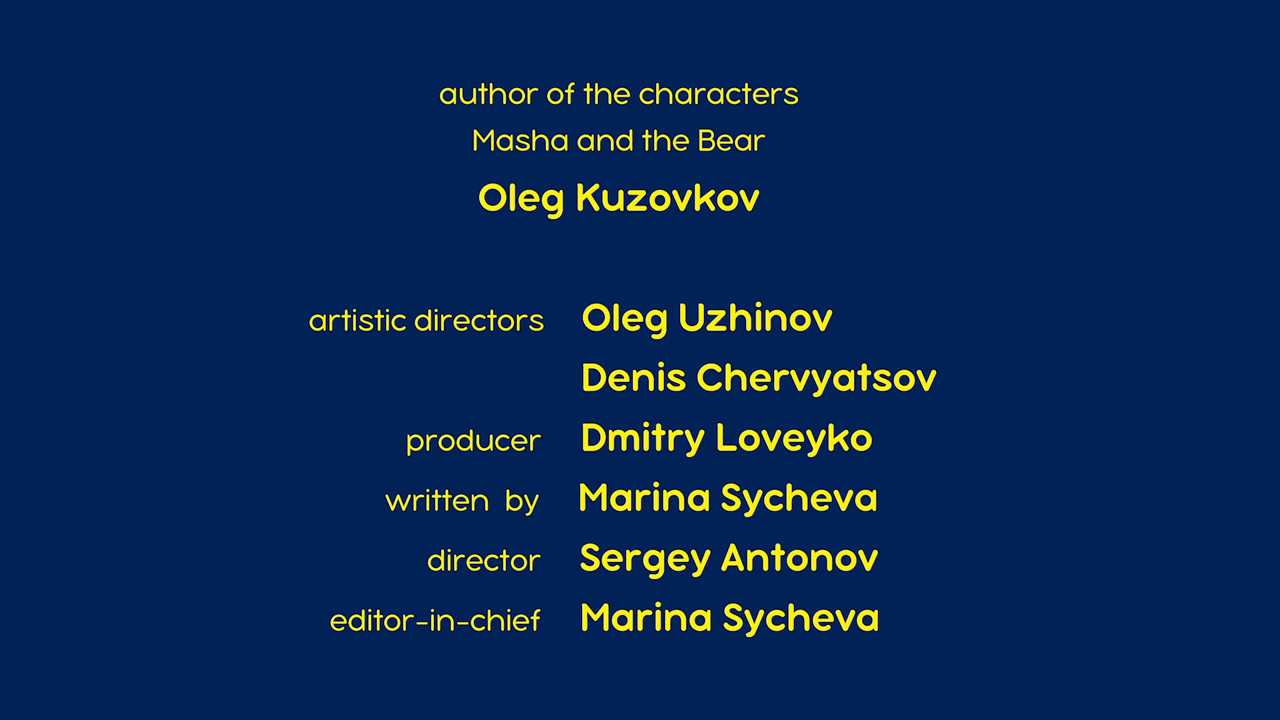 author of the characters
Masha and the Bear
Oleg Kuzovkov
artistic directors Oleg Uzhinov
Denis Chervyatsov
producer Dmitry Loveyko
written by Marina Sycheva
director Sergey Antonov
editor-in-chief Marina Sycheva